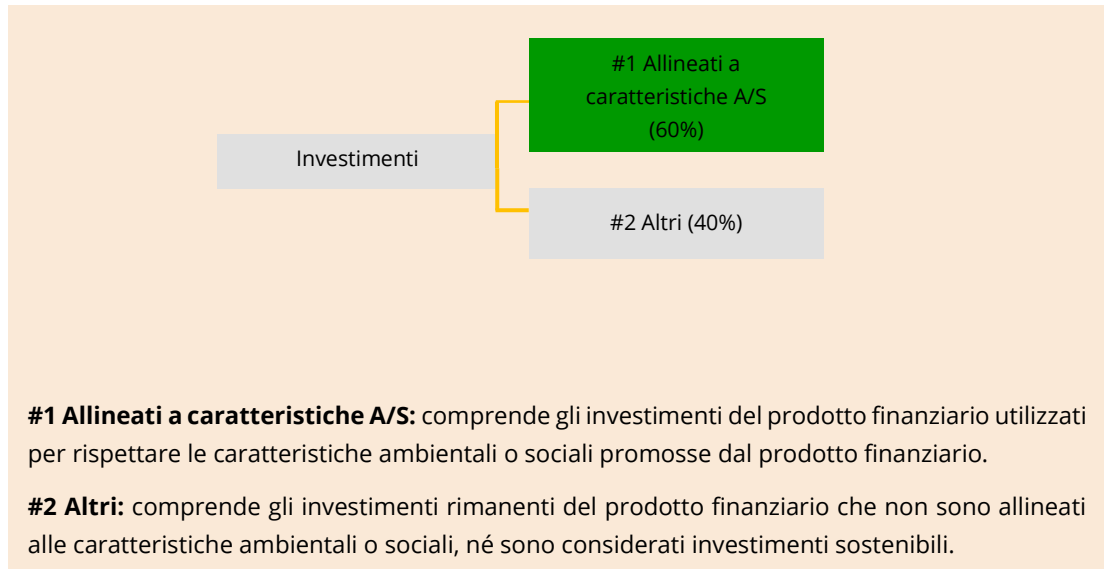 #1 Allineati a
caratteristiche A/S
(60%)
Investimenti
#2 Altri (40%)
#1 Allineati a caratteristiche A/S: comprende gli investimenti del prodotto finanziario utilizzati
per rispettare le caratteristiche ambientali o sociali promosse dal prodotto finanziario.
#2 Altri: comprende gli investimenti rimanenti del prodotto finanziario che non sono allineati
alle caratteristiche ambientali o sociali, né sono considerati investimenti sostenibili.